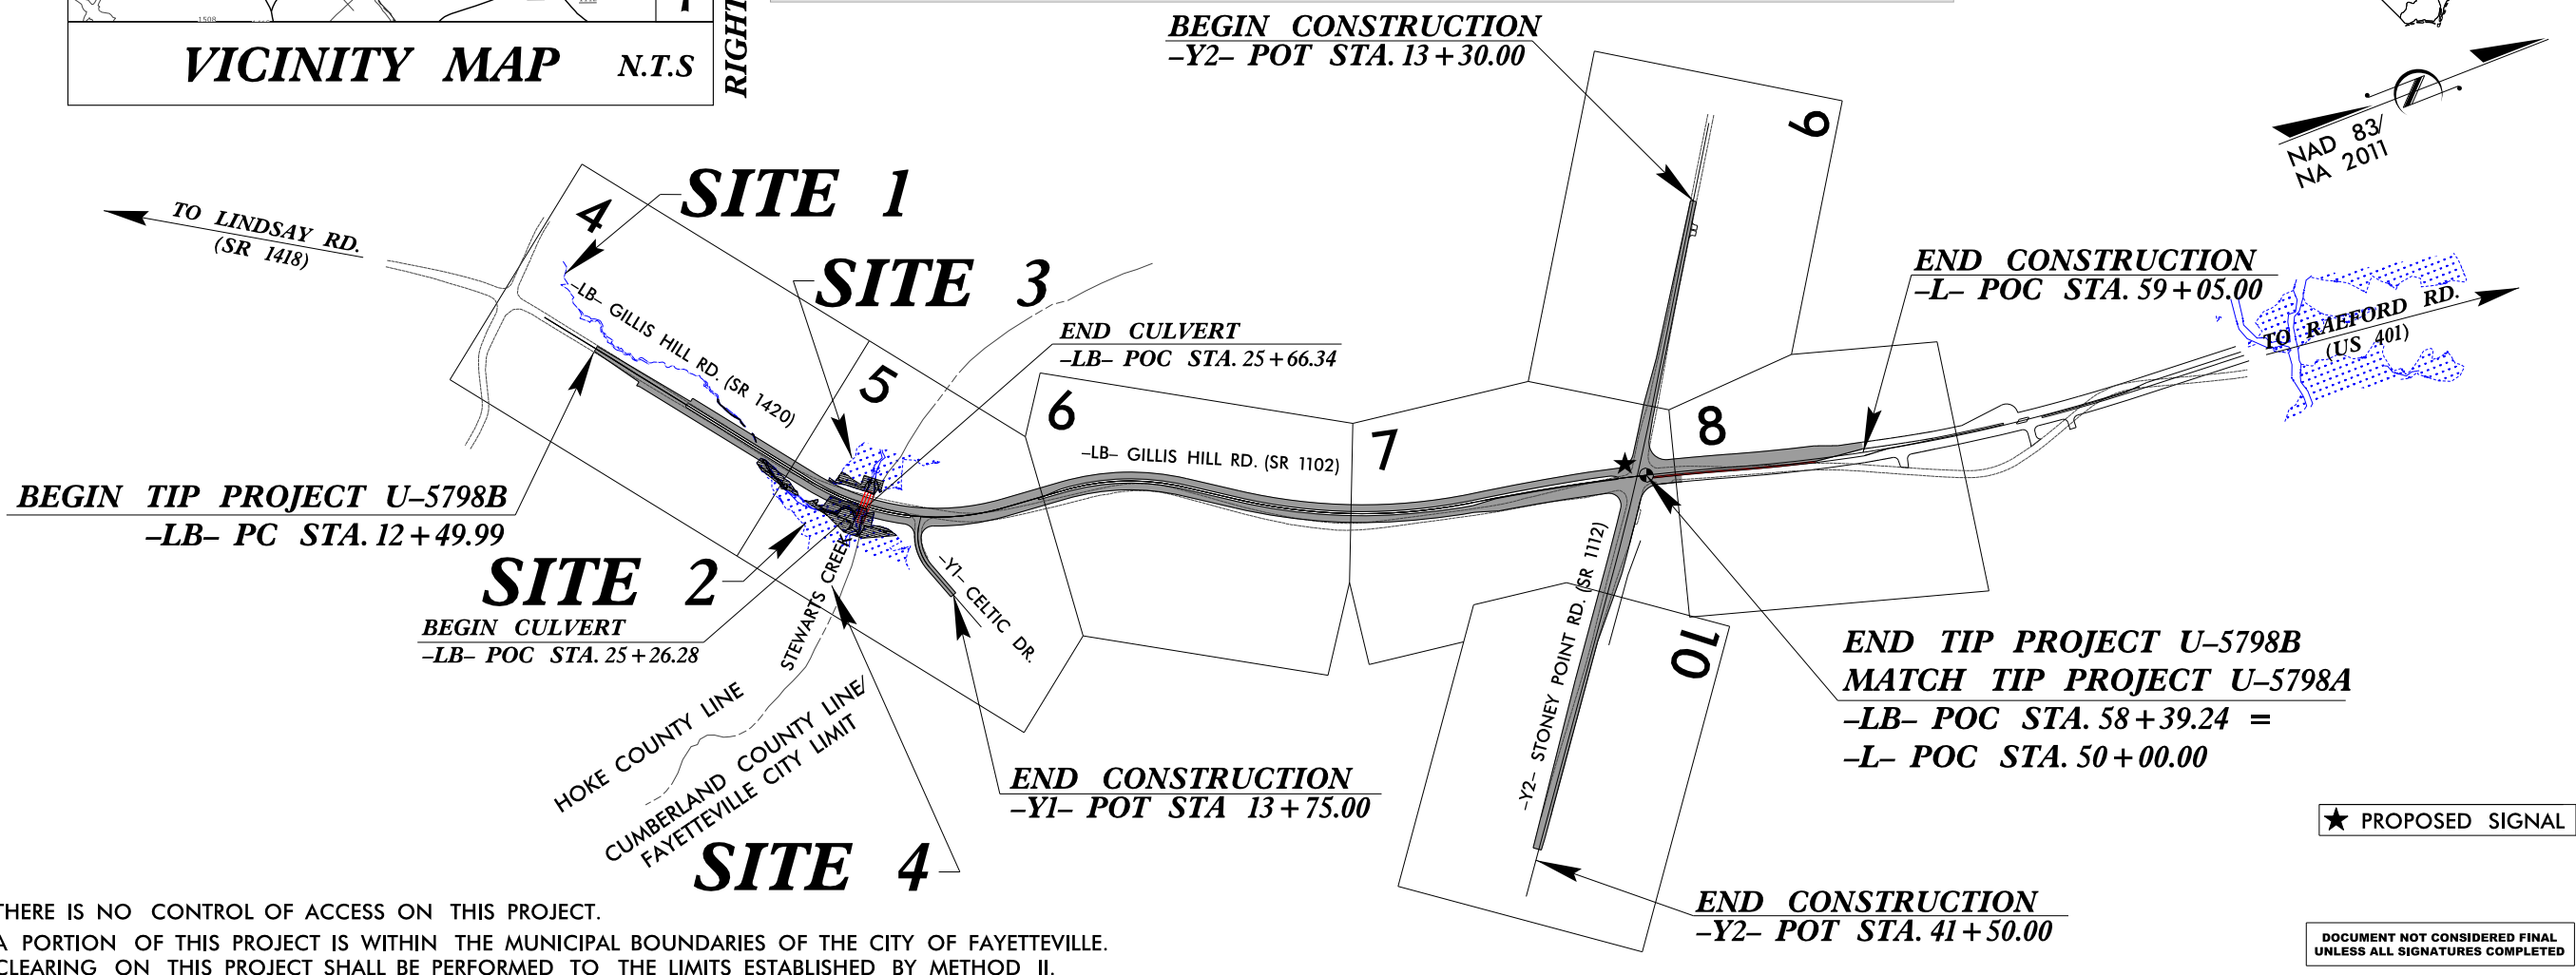 1508
VICINITY MAP N.T.S
RIGHT
BEGIN CONSTRUCTION
–Y2– POT STA. 13+30.00
NAD 83/
NA 2011
TO LINDSAY RD.
(SR 1418)
4
SITE 1
SITE 3
9
END CONSTRUCTION
–L– POC STA. 59+05.00
TO RAEFORD RD.
(US 401)
–LB– GILLIS HILL RD. (SR 1420)
5
END CULVERT
–LB– POC STA. 25+66.34
6
–LB– GILLIS HILL RD. (SR 1102)
7
8
BEGIN TIP PROJECT U–5798B
–LB– PC STA. 12+49.99
SITE 2
BEGIN CULVERT
–LB– POC STA. 25+26.28
STEWARTS CREEK
–Y1– CELTIC DR.
–Y2– STONEY POINT RD. (SR 1112)
10
END TIP PROJECT U–5798B
MATCH TIP PROJECT U–5798A
–LB– POC STA. 58+39.24 =
–L– POC STA. 50+00.00
HOKE COUNTY LINE
CUMBERLAND COUNTY LINE/
FAYETTEVILLE CITY LIMIT
END CONSTRUCTION
–Y1– POT STA 13+75.00
SITE 4
★ PROPOSED SIGNAL
END CONSTRUCTION
–Y2– POT STA. 41+50.00
THERE IS NO CONTROL OF ACCESS ON THIS PROJECT.
A PORTION OF THIS PROJECT IS WITHIN THE MUNICIPAL BOUNDARIES OF THE CITY OF FAYETTEVILLE.
CLEARING ON THIS PROJECT SHALL BE PERFORMED TO THE LIMITS ESTABLISHED BY METHOD II.
DOCUMENT NOT CONSIDERED FINAL
UNLESS ALL SIGNATURES COMPLETED